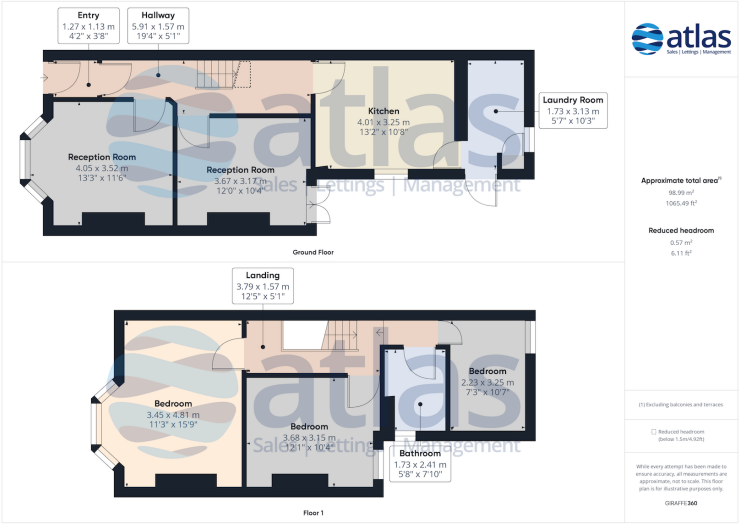 Entry
1.27 x 1.13 m
4'2" x 3'8"
Hallway
5.91 x 1.57 m
19'4" x 5'1"
Kitchen
4.01 x 3.25 m
13'2" x 10'8"
Laundry Room
1.73 x 3.13 m
5'7" x 10'3"
Reception Room
4.05 x 3.52 m
13'3" x 11'6"
Reception Room
3.67 x 3.17 m
12'0" x 10'4"
atlas
Sales | Lettings | Management
Ground Floor
Landing
3.79 x 1.57 m
12'5" x 5'1"
Bedroom
3.45 x 4.81 m
11'3" x 15'9"
Bedroom
3.68 x 3.15 m
12'1" x 10'4"
Bedroom
2.23 x 3.25 m
7'3" x 10'7"
Bathroom
1.73 x 2.41 m
5'8" x 7'10"
atlas
Sales | Lettings | Management
Floor 1
atlas
Sales | Lettings | Management
Approximate total area(1)
98.99 m²
1065.49 ft²
Reduced headroom
0.57 m²
6.11 ft²
(1) Excluding balconies and terraces
Reduced headroom
(below 1.5m/4.92ft)
While every attempt has been made to
ensure accuracy, all measurements are
approximate, not to scale. This floor
plan is for illustrative purposes only.
GIRAFFE360